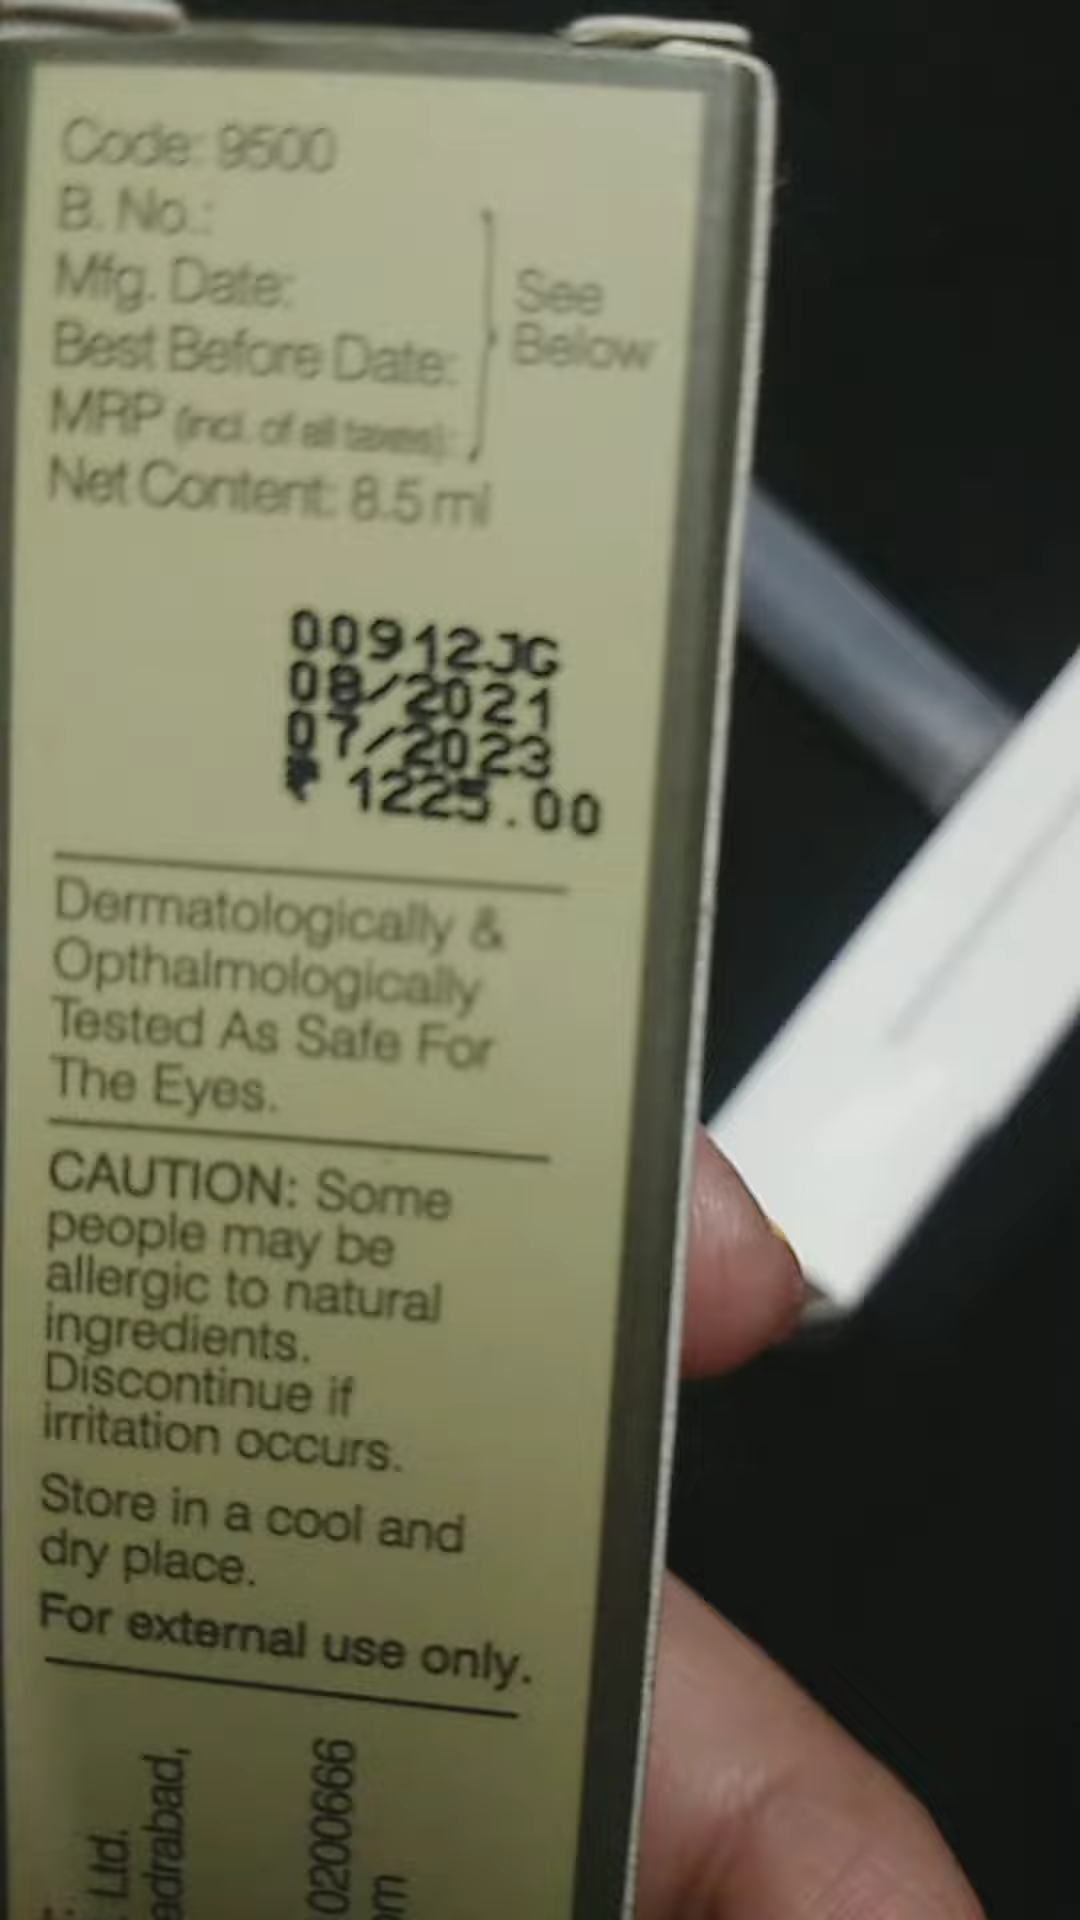 Code: 9500
B. No.:
Mfg. Date:
Best Before Date:
MRP (incl. of all taxes):
See
Below
Net Content: 8.5 ml
00912JG
08/2021
07/2023
₹ 1225.00
Dermatologically &
Opthalmologically
Tested As Safe For
The Eyes.
CAUTION: Some
people may be
allergic to natural
ingredients.
Discontinue if
irritation occurs.
Store in a cool and
dry place.
For external use only.
Ltd.